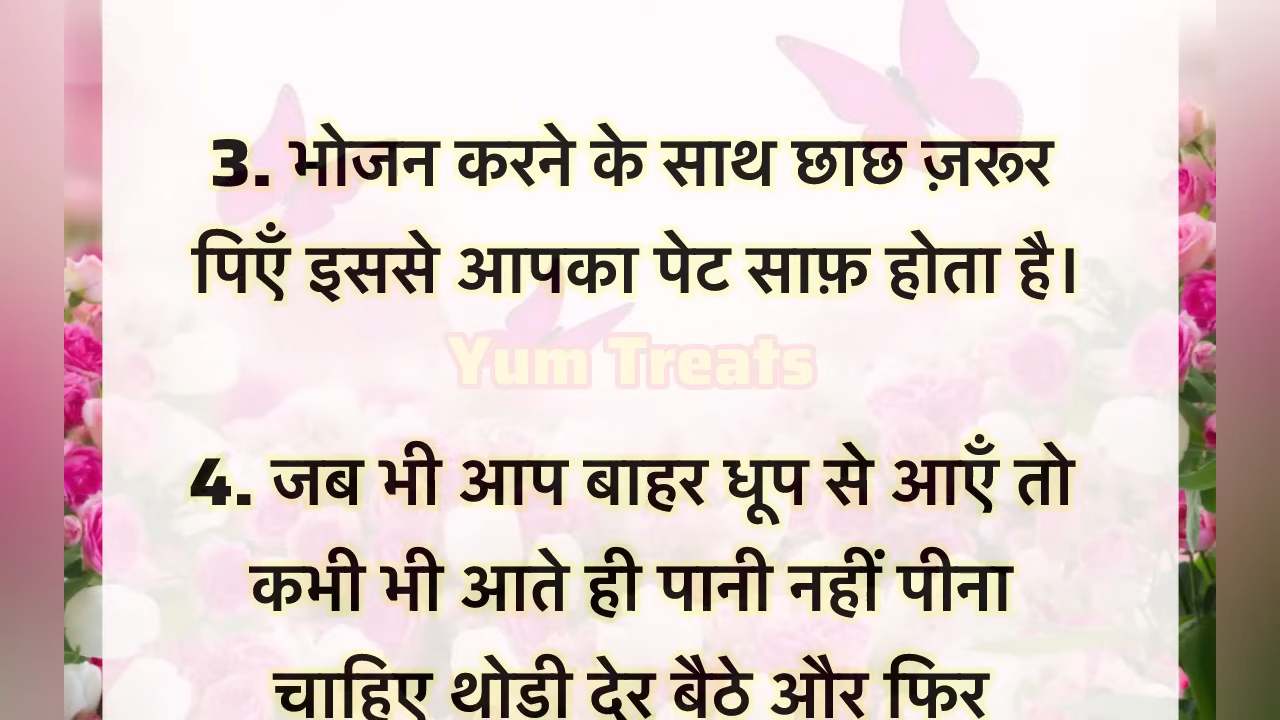 3. भोजन करने के साथ छाछ ज़रूर
पिएँ इससे आपका पेट साफ़ होता है।
Yum Treats
4. जब भी आप बाहर धूप से आएँ तो
कभी भी आते ही पानी नहीं पीना
चाहिए थोडी देर बैठे और फिर